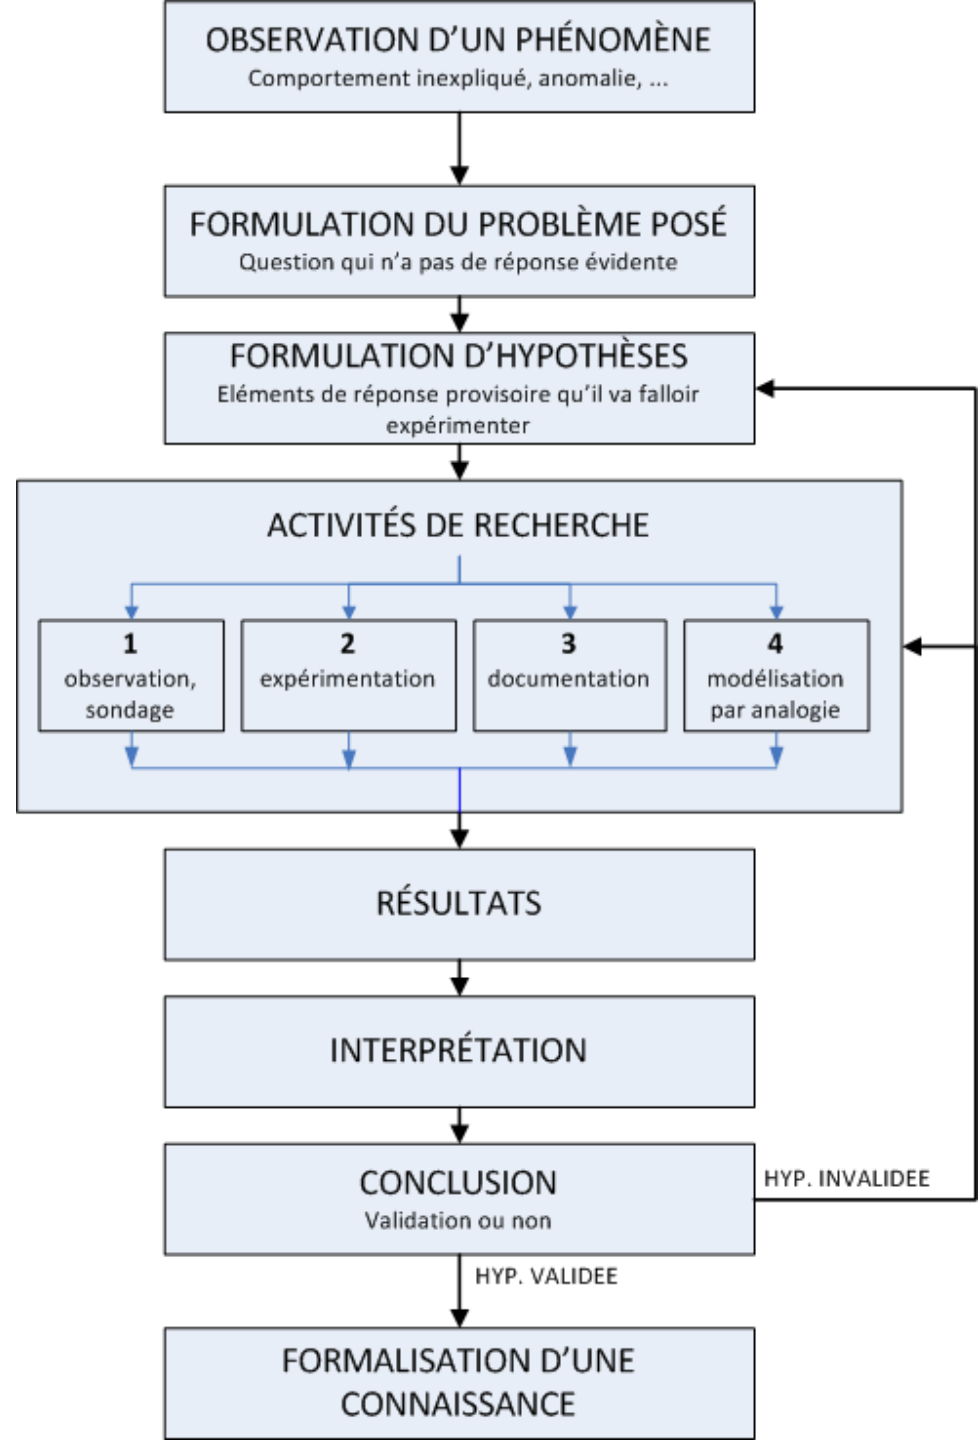 OBSERVATION D’UN PHÉNOMÈNE
Comportement inexpliqué, anomalie, ...
FORMULATION DU PROBLÈME POSÉ
Question qui n’a pas de réponse évidente
FORMULATION D’HYPOTHÈSES
Eléments de réponse provisoire qu’il va falloir
expérimenter
ACTIVITÉS DE RECHERCHE
1
observation,
sondage
2
expérimentation
3
documentation
4
modélisation
par analogie
RÉSULTATS
INTERPRÉTATION
CONCLUSION
Validation ou non
HYP. INVALIDEE
HYP. VALIDEE
FORMALISATION D’UNE
CONNAISSANCE